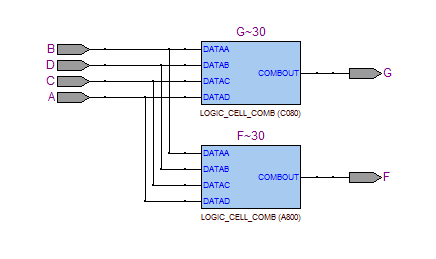 G~30
B
D
C
A
DATAA
DATAB
DATAC
DATAD
COMBOUT
G
LOGIC_CELL_COMB (C080)
F~30
DATAA
DATAB
DATAC
DATAD
COMBOUT
F
LOGIC_CELL_COMB (A800)